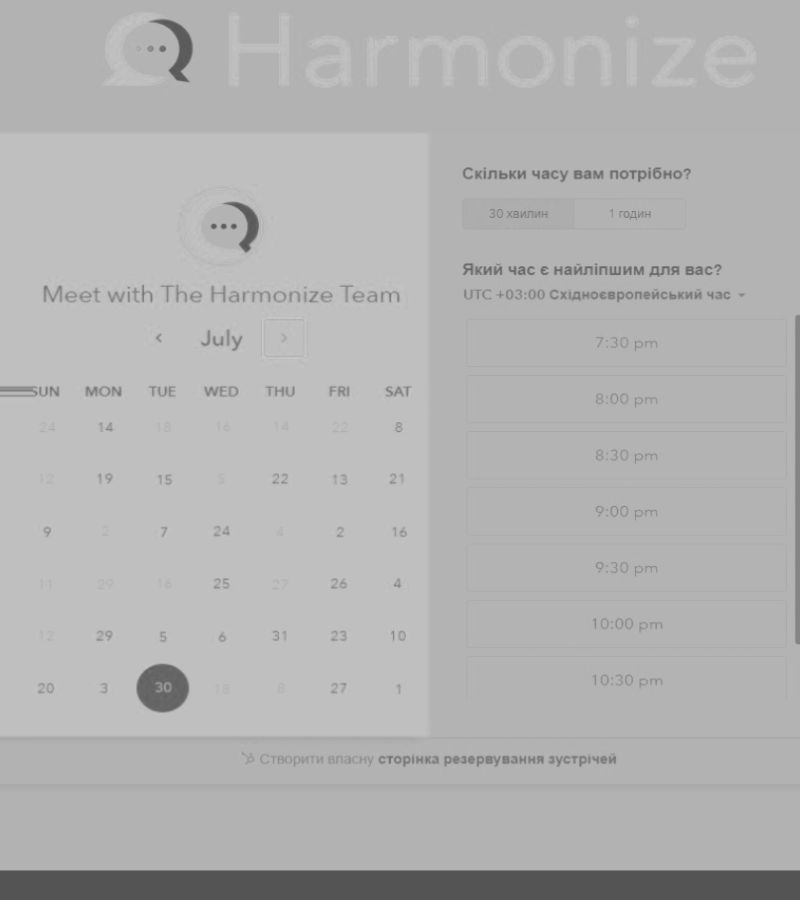 Harmonize
Meet with The Harmonize Team
July
SUN MON TUE WED THU FRI SAT
24 14 18 16 14 22 8
12 19 15 5 22 13 21
9 2 7 24 4 2 16
11 29 16 25 27 26 4
12 29 5 6 31 23 10
20 3 30 18 27 1
Скільки часу вам потрібно?
30 хвилин 1 годин
Який час є найліпшим для вас?
UTC +03:00 Східноєвропейський час
7:30 pm
8:00 pm
8:30 pm
9:00 pm
9:30 pm
10:00 pm
10:30 pm
Створити власну сторінка резервування зустрічей